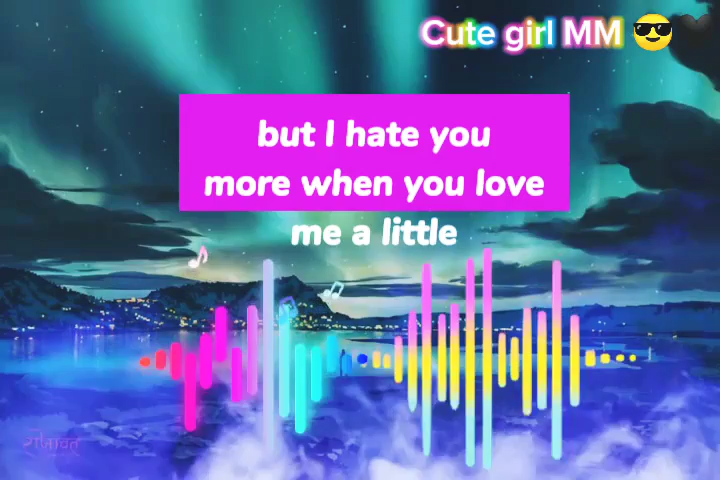 Cute girl MM 😎🖤
but I hate you
more when you love
me a little